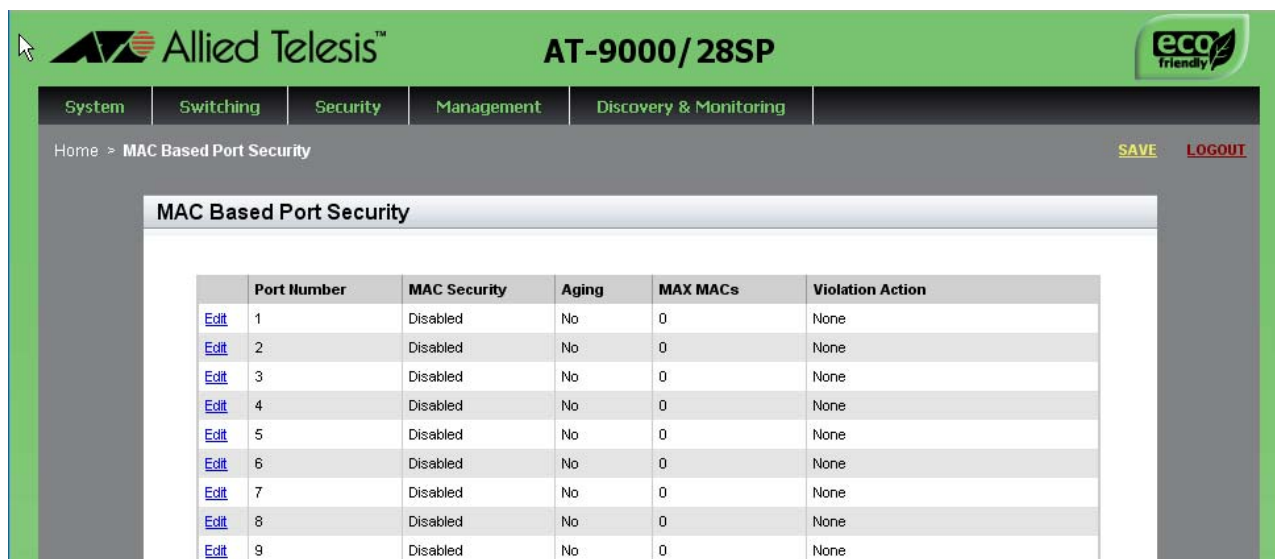 Allied Telesis™ AT-9000/28SP eco friendly
System Switching Security Management Discovery & Monitoring
Home > MAC Based Port Security SAVE LOGOUT
MAC Based Port Security
Port Number MAC Security Aging MAX MACs Violation Action
Edit 1 Disabled No 0 None
Edit 2 Disabled No 0 None
Edit 3 Disabled No 0 None
Edit 4 Disabled No 0 None
Edit 5 Disabled No 0 None
Edit 6 Disabled No 0 None
Edit 7 Disabled No 0 None
Edit 8 Disabled No 0 None
Edit 9 Disabled No 0 None